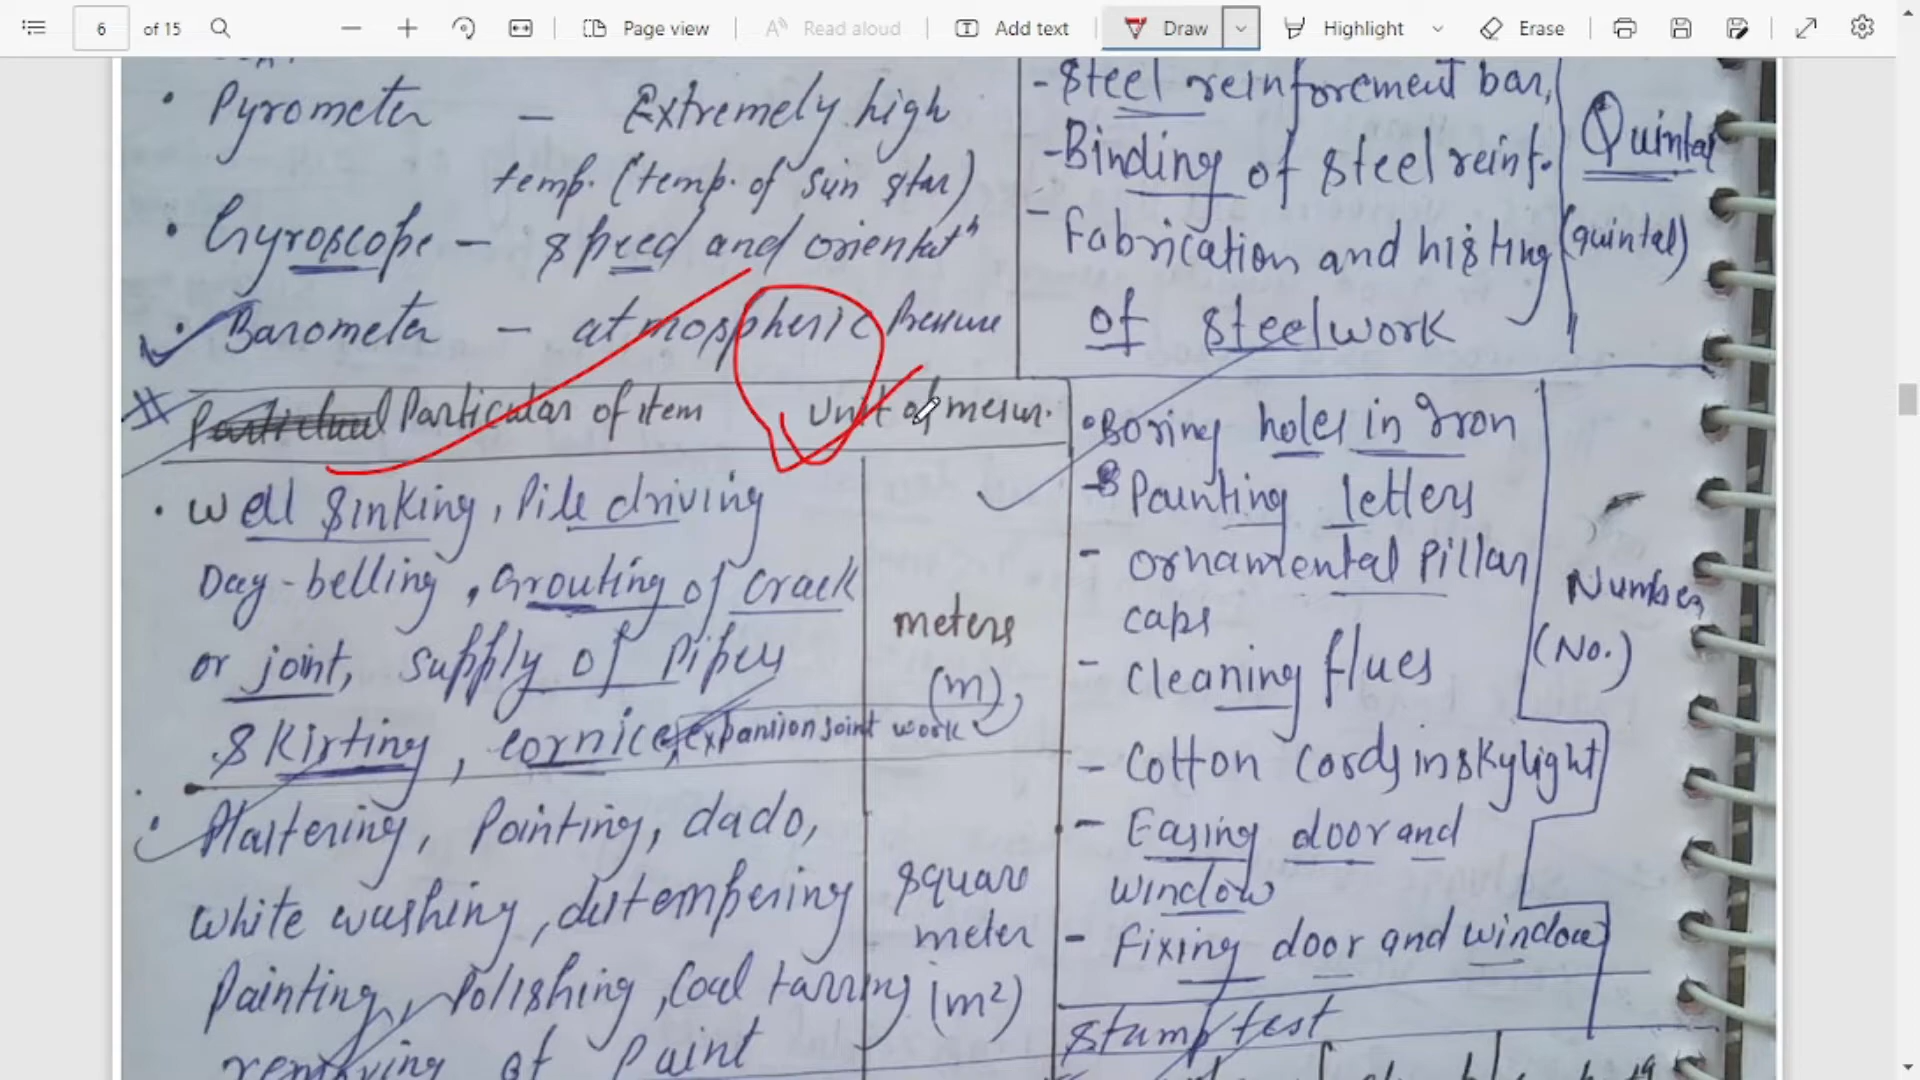 6 of 15 Page view Read aloud Add text Draw Highlight Erase
• Pyrometer – Extremely high
temp. (temp. of sun star)
• Gyroscope – speed and orientatn
• Barometer – atmospheric Pressure
# Particular of item Unit of mesur.
• Well sinking, Pile driving
Day-belling, Grouting of crack
or joint, supply of Pipes
skirting, cornice, expansion joint work
meters
(m)
• Plastering, Pointing, dado,
white washing, distempering
Painting, Polishing, Coal tarring
removing of Paint
square
meter
(m²)
- Steel reinforcement bar,
- Binding of steel reinf.
- Fabrication and histing
of steelwork
Quintal
(quintal)
• Boring holes in Iron
- Painting letters
- ornamental Pillar
caps
- Cleaning flues
- Cotton Cords in skylight
- Easing door and
window
- Fixing door and window
Number
(No.)
Stump test